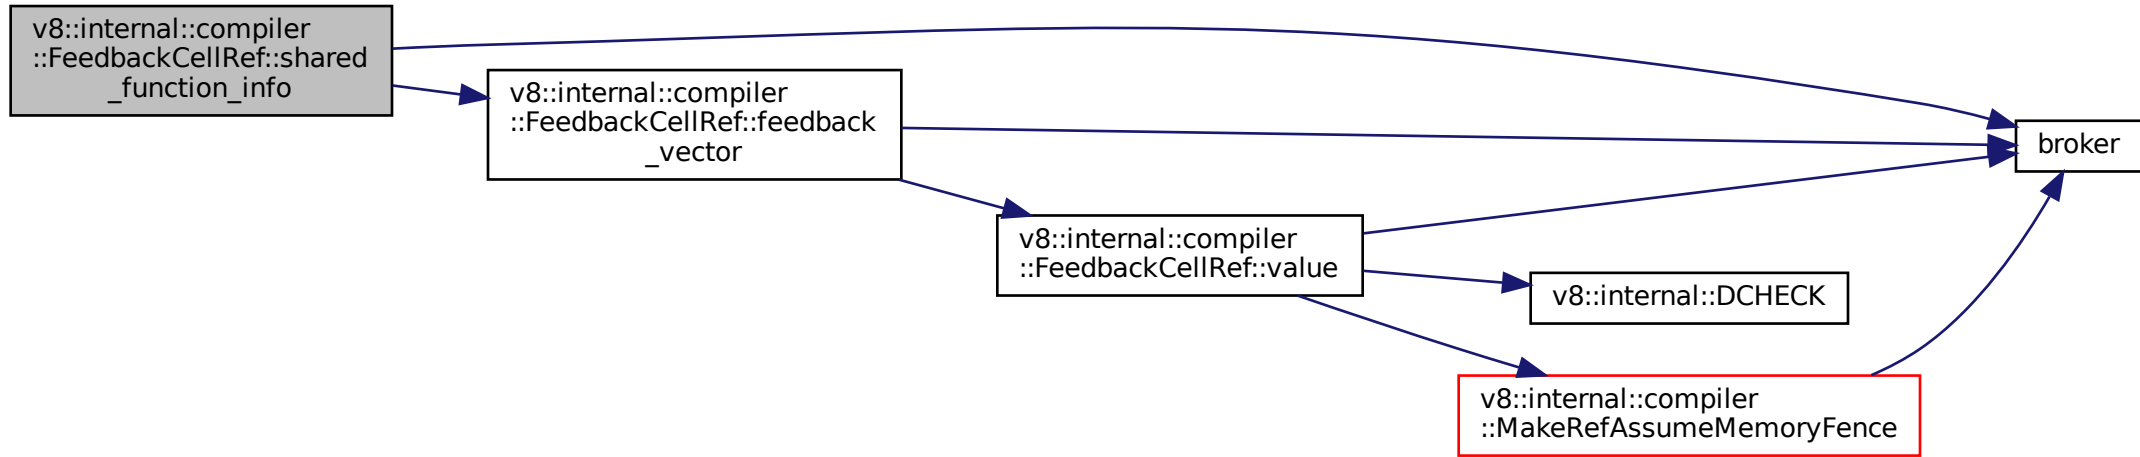 v8::internal::compiler
::FeedbackCellRef::shared
_function_info
v8::internal::compiler
::FeedbackCellRef::feedback
_vector
broker
v8::internal::compiler
::FeedbackCellRef::value
v8::internal::DCHECK
v8::internal::compiler
::MakeRefAssumeMemoryFence